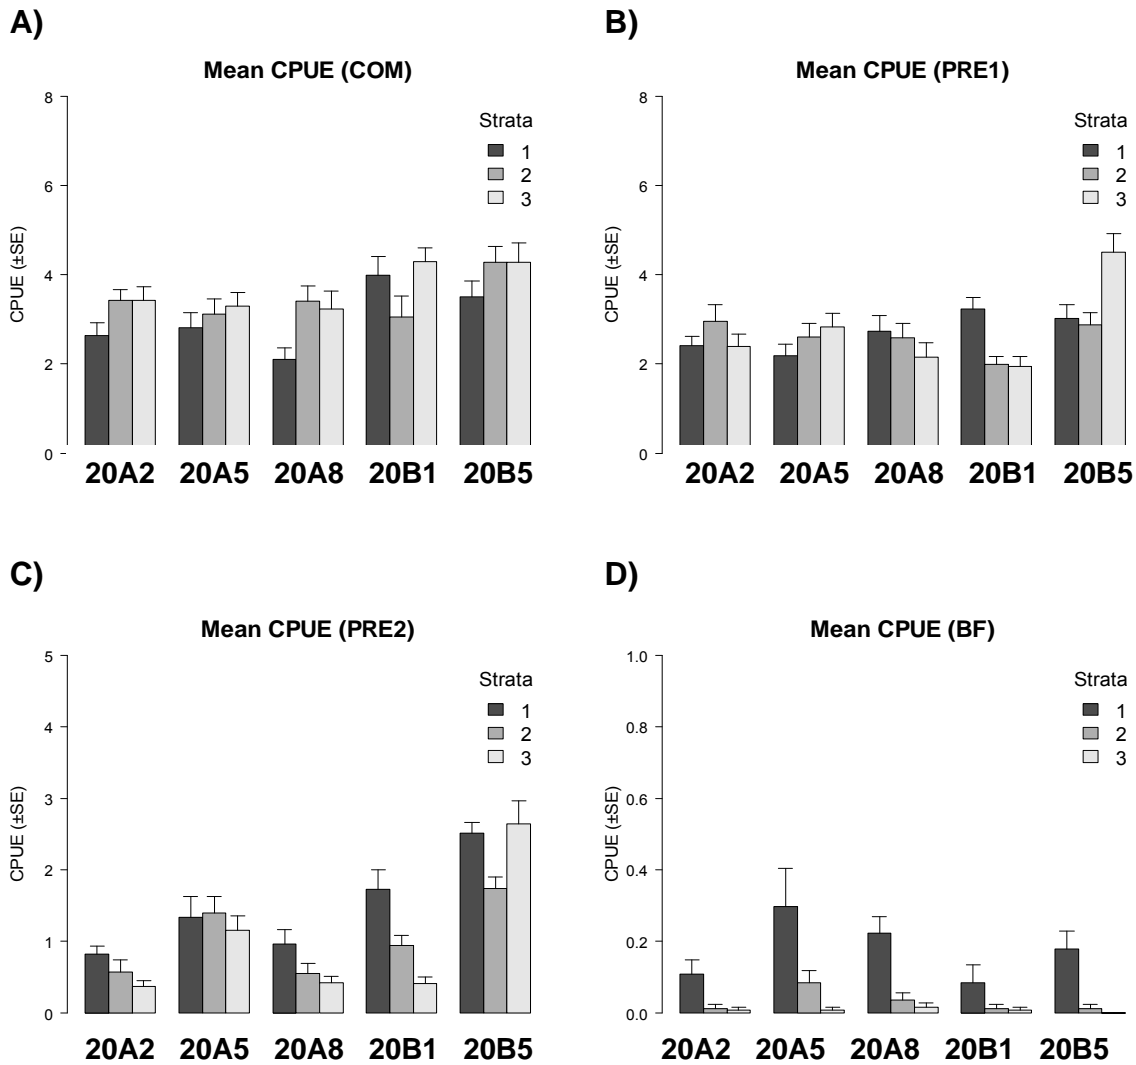 A)
Mean CPUE (COM)
CPUE (±SE)
8
6
4
2
0
Strata
1
2
3
20A2 20A5 20A8 20B1 20B5
B)
Mean CPUE (PRE1)
CPUE (±SE)
8
6
4
2
0
Strata
1
2
3
20A2 20A5 20A8 20B1 20B5
C)
Mean CPUE (PRE2)
CPUE (±SE)
5
4
3
2
1
0
Strata
1
2
3
20A2 20A5 20A8 20B1 20B5
D)
Mean CPUE (BF)
CPUE (±SE)
1.0
0.8
0.6
0.4
0.2
0.0
Strata
1
2
3
20A2 20A5 20A8 20B1 20B5